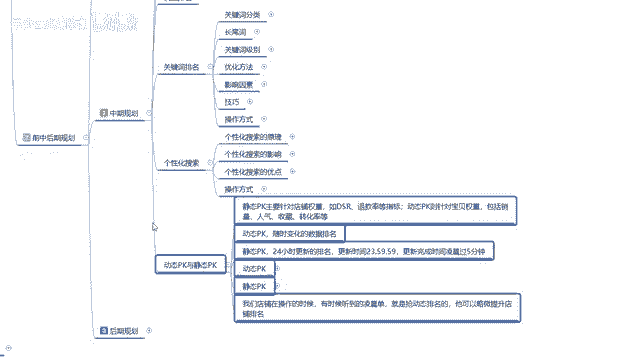 关键词分类
长尾词
关键词级别
关键词排名
优化方法
影响因素
技巧
中期规划
操作方式
前中后期规划
个性化搜索的原理
个性化搜索的影响
个性化搜索
个性化搜索的优点
操作方式
静态PK主要针对店铺权重,如DSR、退款率等指标;动态PK则针对宝贝权重,包括销
量、人气、收藏、转化率等
动态PK,随时变化的数据排名
静态PK,24小时更新的排名,更新时间23.59.59,更新完成时间凌晨过5分钟
动态PK与静态PK
动态PK
静态PK
我们店铺在操作的时候,有时候听到的凌晨单,就是抢动态排名的,他可以略微提升店
铺排名
3 后期规划